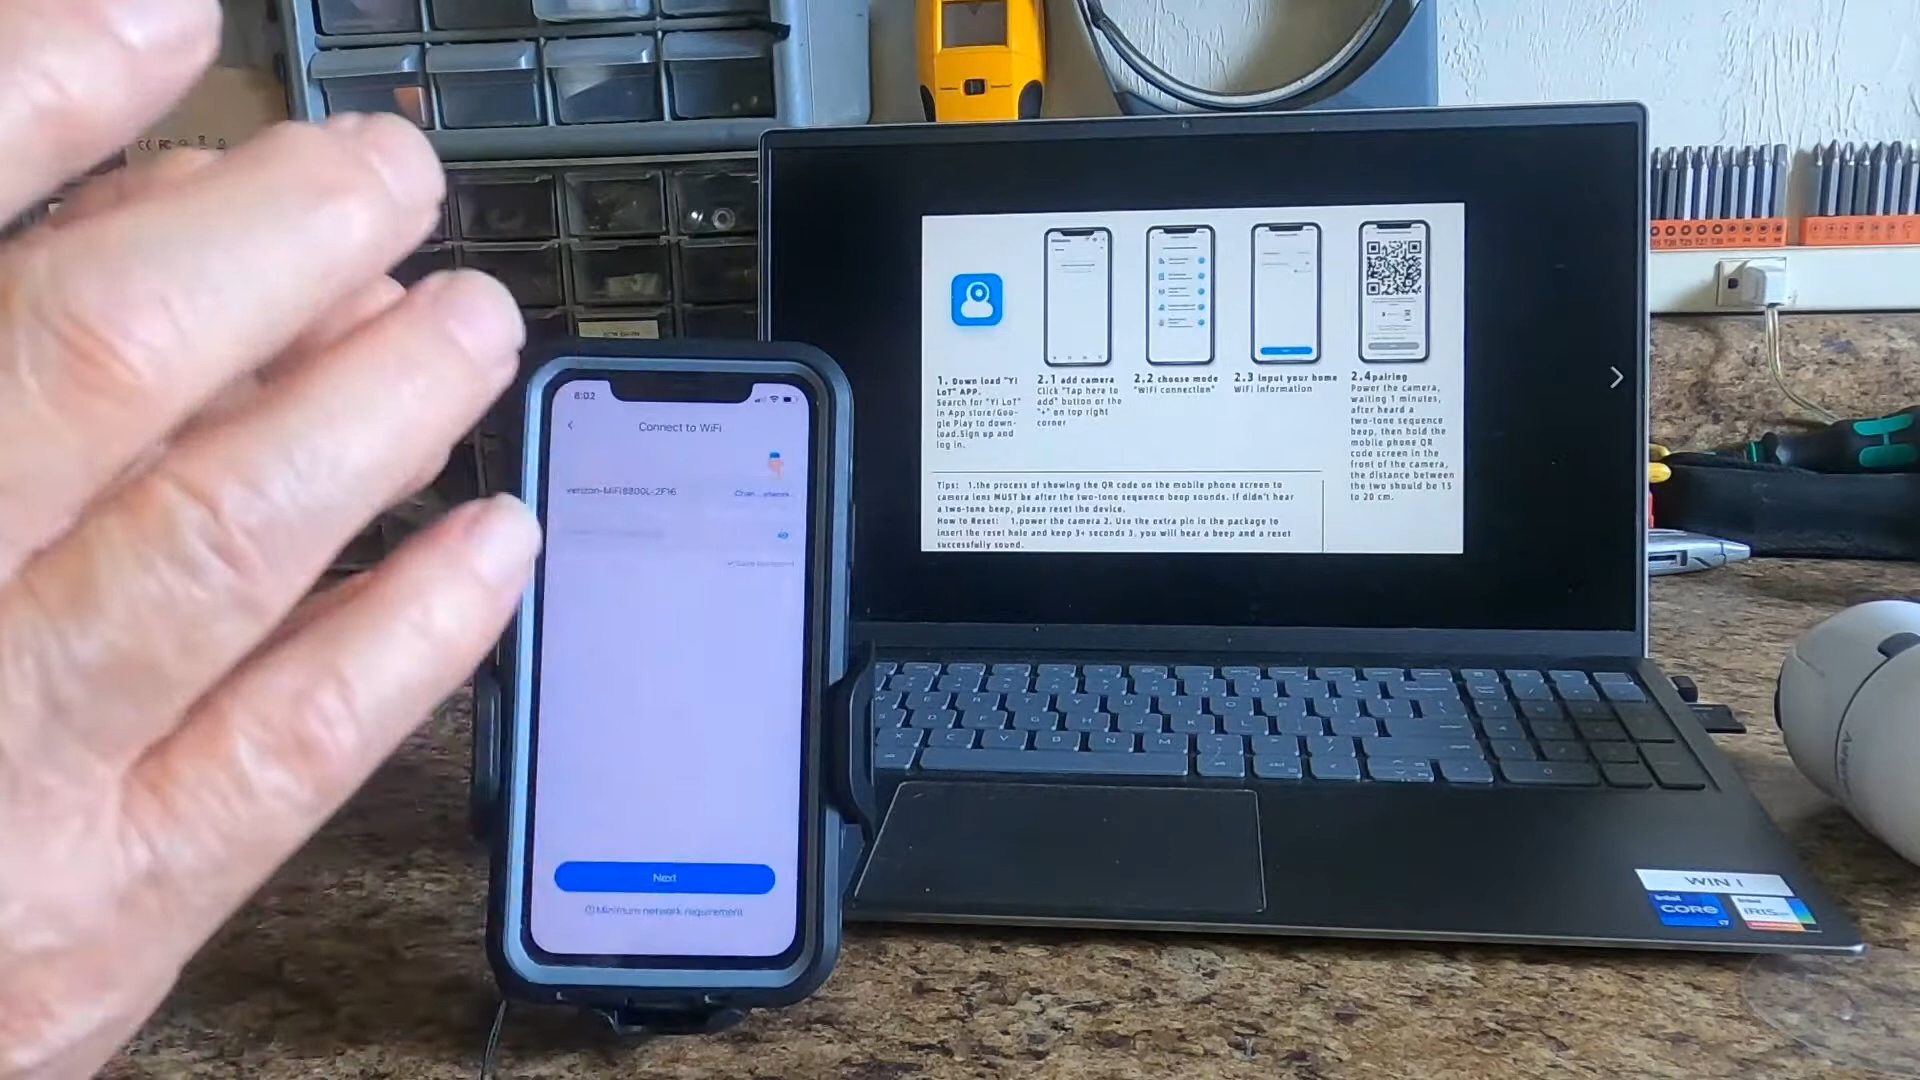 CE FC
8:02
Connect to WiFi
verizon-MiFi8800L-2F16
Next
Minimum network requirement
1. Down load "Yi
LoT" APP.
Search for "Yi LoT"
in App store/Goo-
gle Play to down-
load.Sign up and
log in.
2.1 add camera
Click "Tap here to
add" button or the
"+" on top right
corner
2.2 choose mode
"WiFi connection"
2.3 input your home
WiFi information
2.4pairing
Power the camera,
waiting 1 minutes,
after heard a
two-tone sequence
beep, then hold the
mobile phone QR
code screen in the
front of the camera,
the distance between
the two should be 15
to 20 cm.
Tips: 1.the process of showing the QR code on the mobile phone screen to
camera lens MUST be after the two-tone sequence beep sounds. If didn't hear
a two-tone beep, please reset the device.
How to Reset: 1.power the camera 2. Use the extra pin in the package to
insert the reset hole and keep 3+ seconds 3. you will hear a beep and a reset
successfully sound.
WIN 1
intel
CORE
i7
intel
iRIS